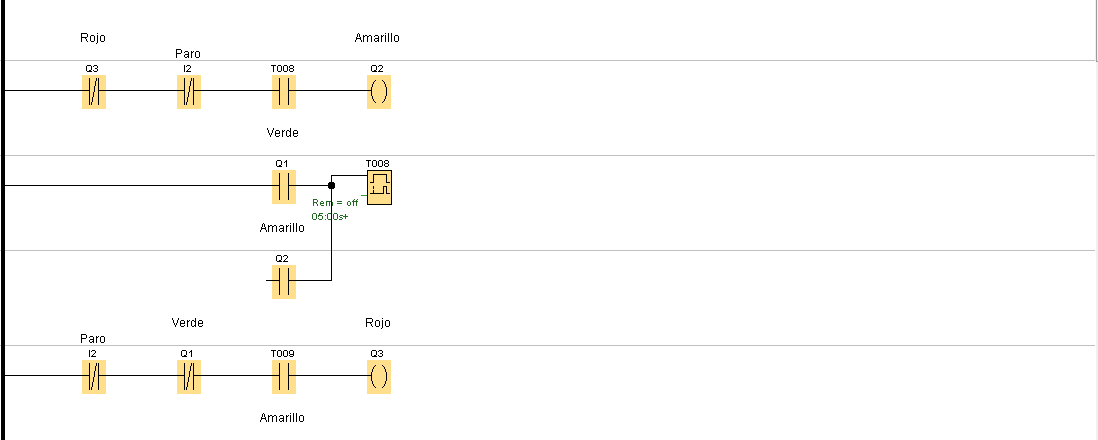 Rojo Amarillo
Paro
Q3 I2 T008 Q2
Verde
Q1 T008
Rem = off
05:00s+
Amarillo
Q2
Verde Rojo
Paro
I2 Q1 T009 Q3
Amarillo